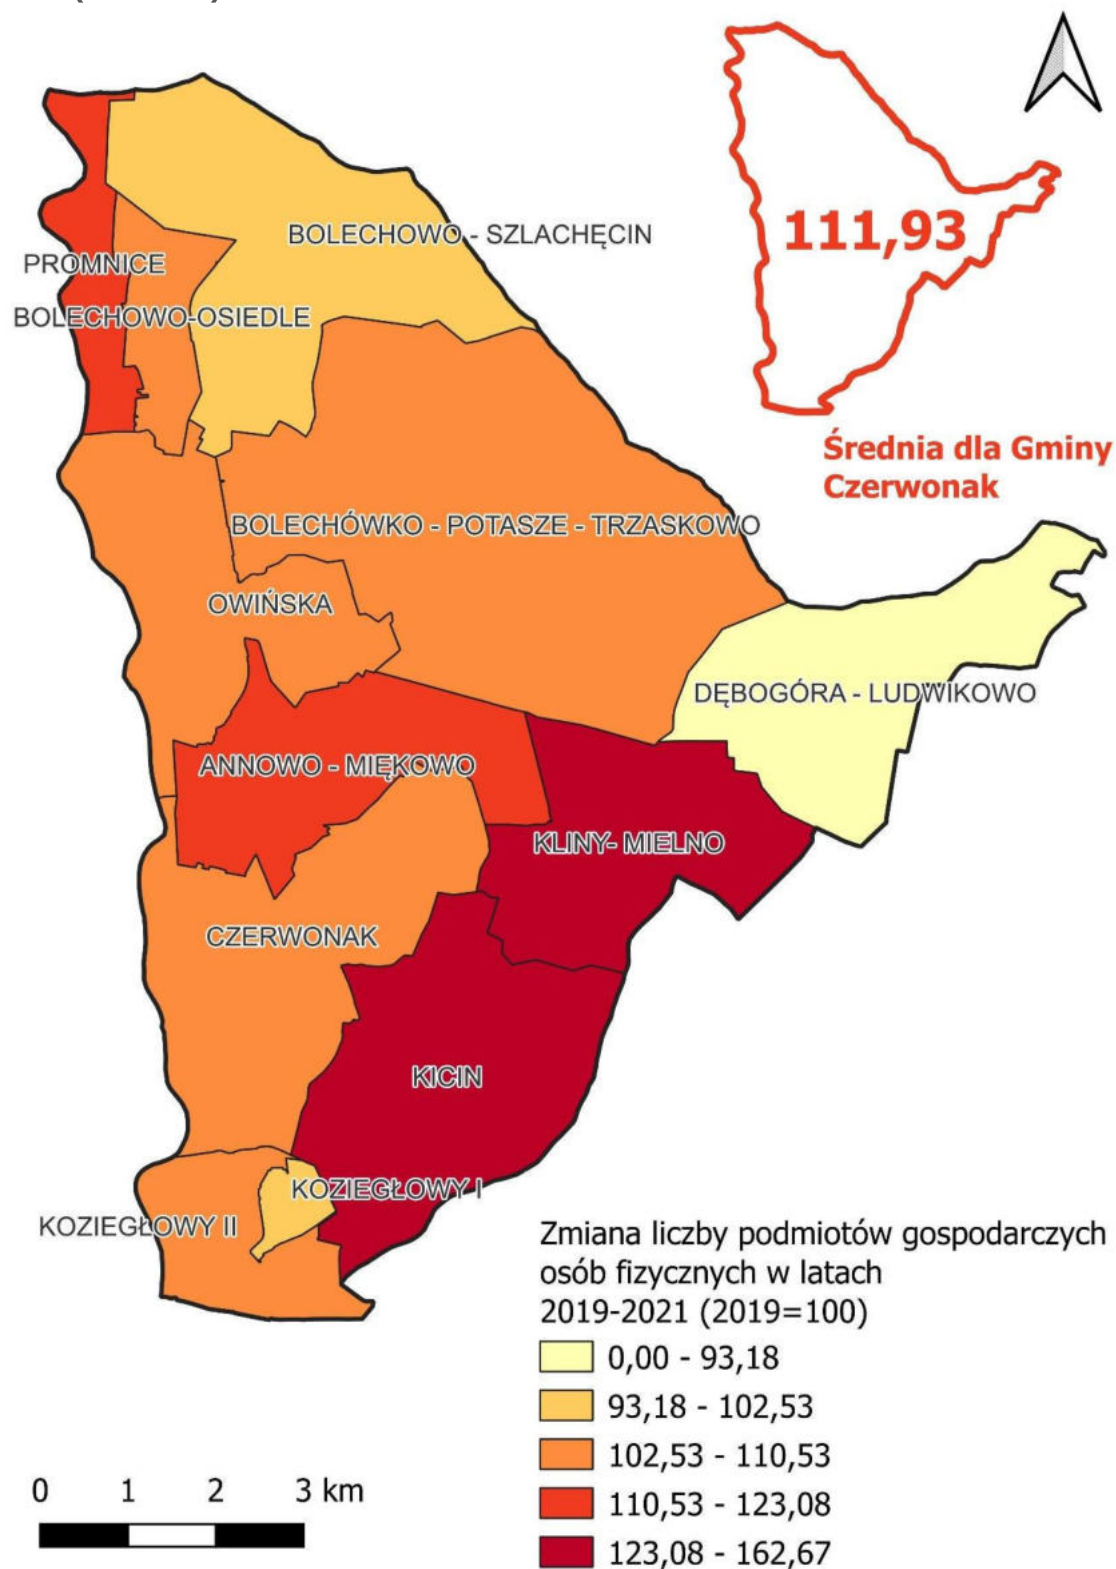 111,93
Średnia dla Gminy
Czerwonak
BOLECHOWO - SZLACHĘCIN
PROMNICE
BOLECHOWO-OSIEDLE
BOLECHÓWKO - POTASZE - TRZASKOWO
OWIŃSKA
DĘBOGÓRA - LUDWIKOWO
ANNOWO - MIĘKOWO
KLINY- MIELNO
CZERWONAK
KICIN
KOZIEGŁOWY I
KOZIEGŁOWY II
Zmiana liczby podmiotów gospodarczych
osób fizycznych w latach
2019-2021 (2019=100)
0,00 - 93,18
93,18 - 102,53
102,53 - 110,53
110,53 - 123,08
123,08 - 162,67
0 1 2 3 km